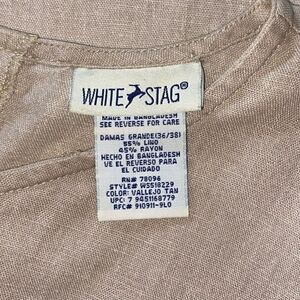 WHITE STAG®
MADE IN BANGLADESH
SEE REVERSE FOR CARE
DAMAS GRANDE(36/38)
55% LINO
45% RAYON
HECHO EN BANGLADESH
VE EL REVERSO PARA
EL CUIDADO
RN# 78096
STYLE# WS518229
COLOR: VALLEJO TAN
UPC: 7 9451168779
RFC# 910911-9L0